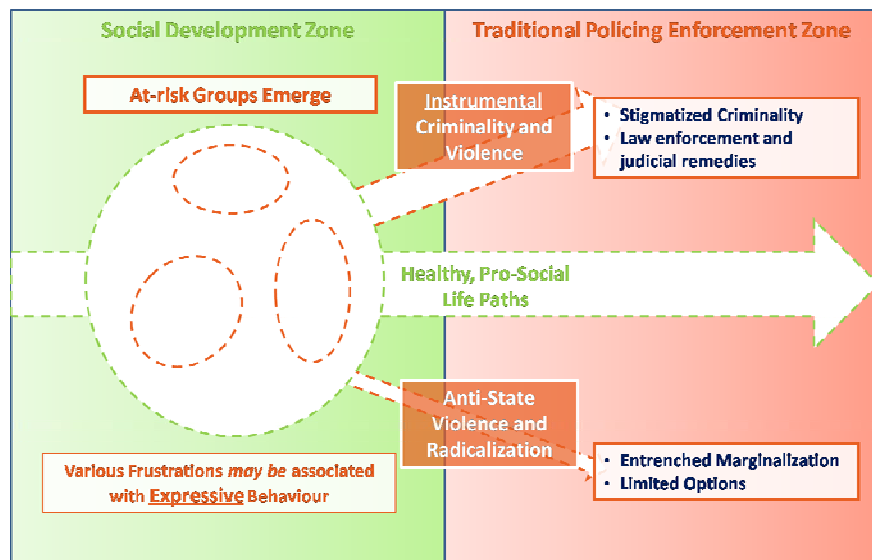 Social Development Zone
Traditional Policing Enforcement Zone
At-risk Groups Emerge
Instrumental
Criminality and
Violence
• Stigmatized Criminality
• Law enforcement and
judicial remedies
Healthy, Pro-Social
Life Paths
Anti-State
Violence and
Radicalization
Various Frustrations may be associated
with Expressive Behaviour
• Entrenched Marginalization
• Limited Options